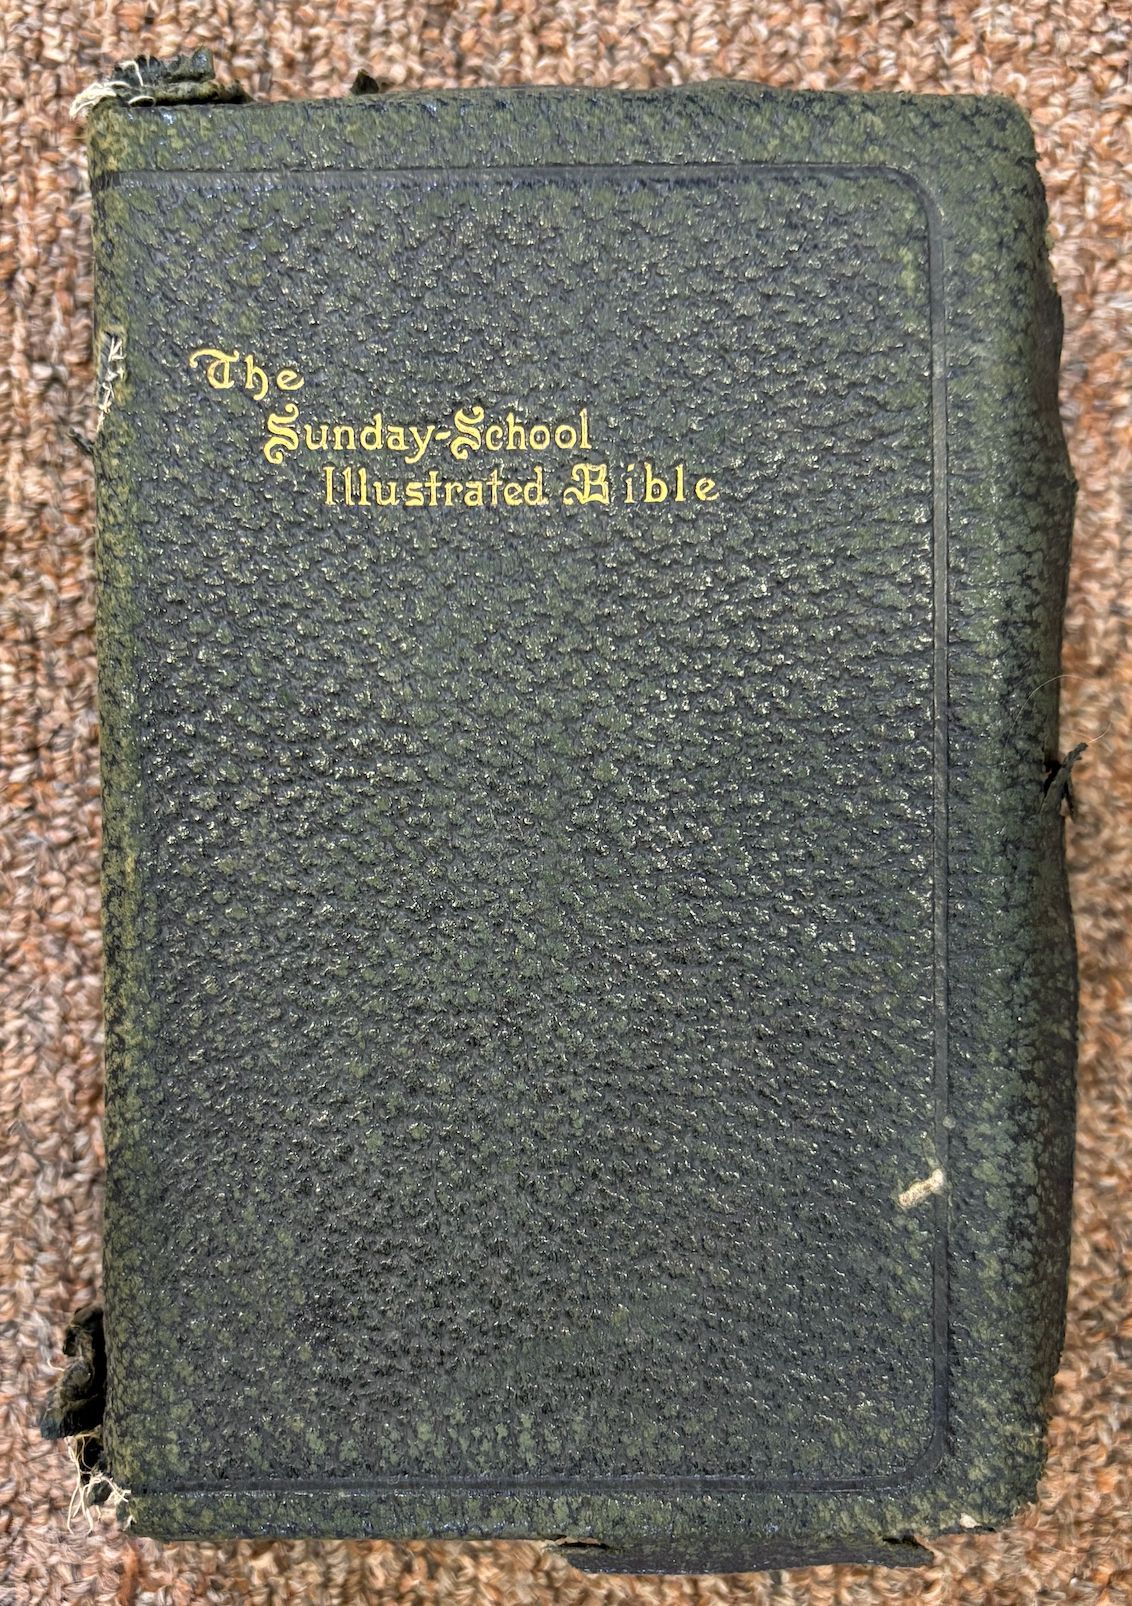 The
Sunday-School
Illustrated Bible